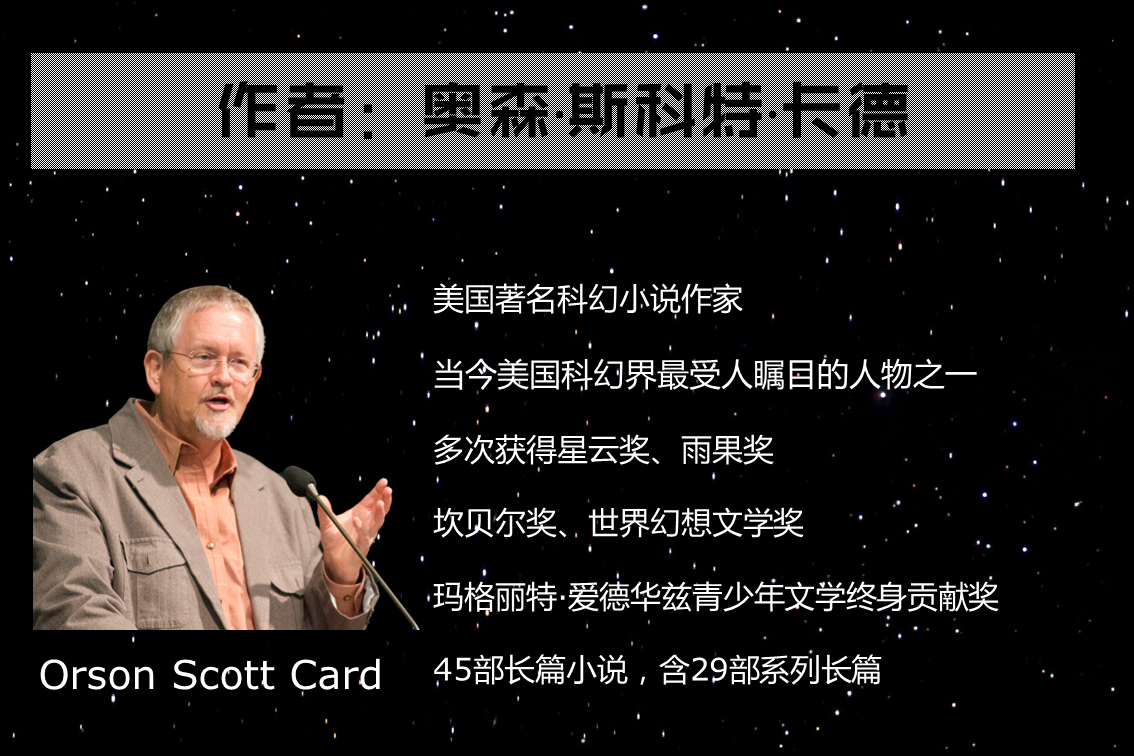 作者：奥森·斯科特·卡德
美国著名科幻小说作家
当今美国科幻界最受人瞩目的人物之一
多次获得星云奖、雨果奖
坎贝尔奖、世界幻想文学奖
玛格丽特·爱德华兹青少年文学终身贡献奖
45部长篇小说，含29部系列长篇
Orson Scott Card